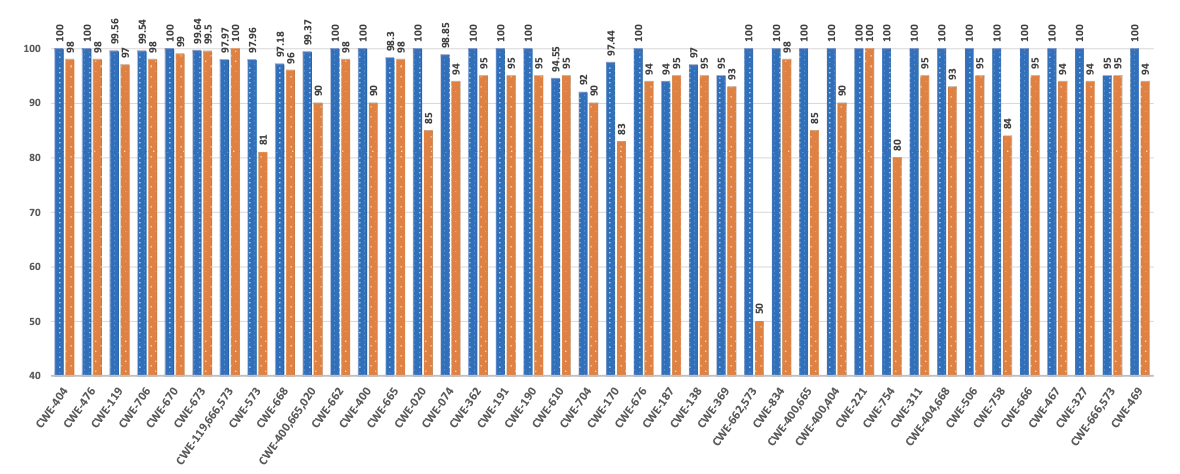 100
98
100
98
99.56
97
99.54
98
100
99
99.64
99.5
97.97
100
97.96
81
97.18
96
99.37
90
100
98
100
90
98.3
98
100
85
98.85
94
100
95
100
95
100
95
94.55
95
92
90
97.44
83
100
94
94
95
97
95
95
93
100
50
100
98
100
85
100
90
100
100
100
80
100
95
100
93
100
95
100
84
100
95
100
94
100
94
95
95
100
94
100
90
80
70
60
50
40
CWE-404
CWE-476
CWE-119
CWE-706
CWE-670
CWE-673
CWE-119,666,573
CWE-573
CWE-668
CWE-400,665,020
CWE-662
CWE-400
CWE-665
CWE-020
CWE-074
CWE-362
CWE-191
CWE-190
CWE-610
CWE-704
CWE-170
CWE-676
CWE-187
CWE-138
CWE-369
CWE-662,573
CWE-834
CWE-400,665
CWE-400,404
CWE-221
CWE-754
CWE-311
CWE-404,668
CWE-506
CWE-758
CWE-666
CWE-467
CWE-327
CWE-666,573
CWE-469